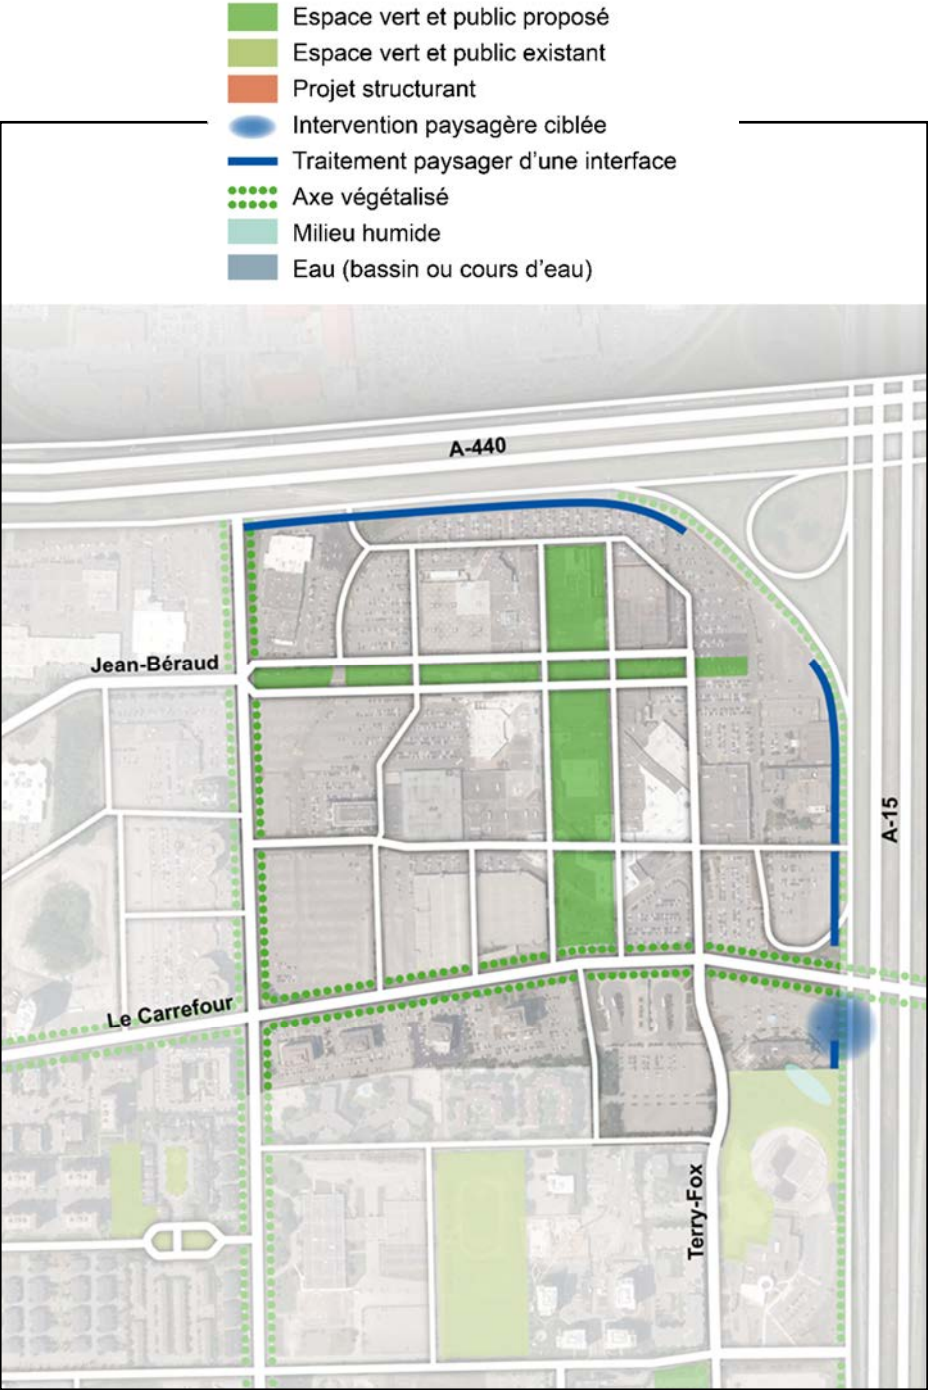 Espace vert et public proposé
Espace vert et public existant
Projet structurant
Intervention paysagère ciblée
Traitement paysager d'une interface
Axe végétalisé
Milieu humide
Eau (bassin ou cours d'eau)
A-440
Jean-Béraud
A-15
Le Carrefour
Terry-Fox